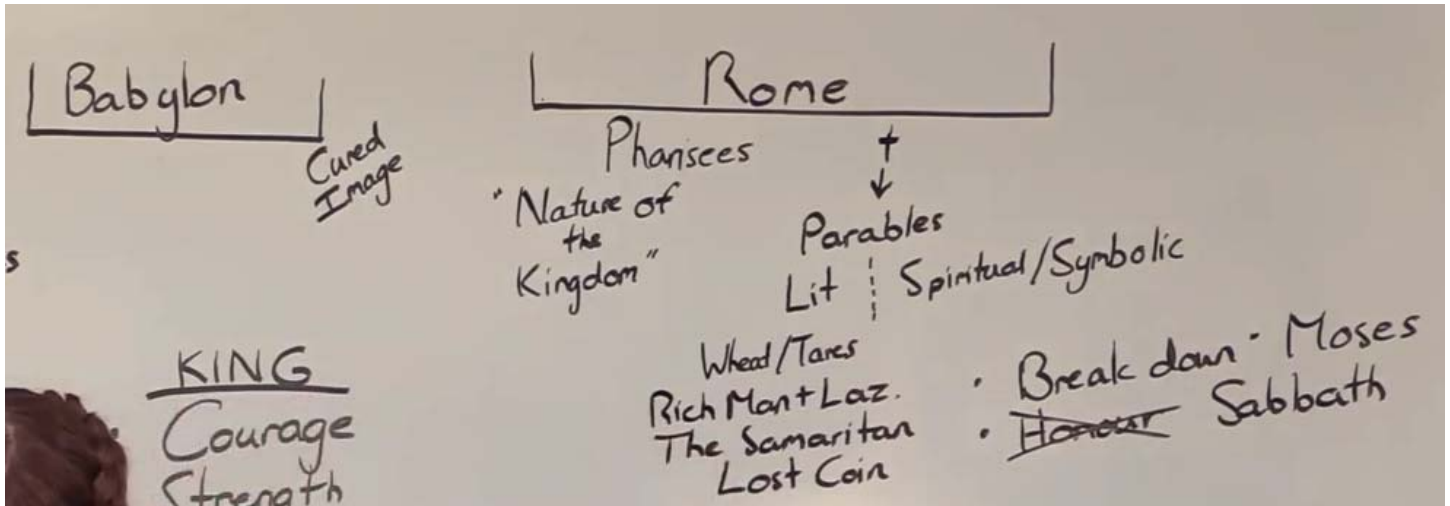 Babylon
Cured
Image
s
KING
Courage
Strength
Rome
Pharisees
"Nature of
the
Kingdom"
†
Parables
Lit Spiritual/Symbolic
Wheat/Tares
Rich Man + Laz.
The Samaritan
Lost Coin
• Break down • Moses
• Honour Sabbath